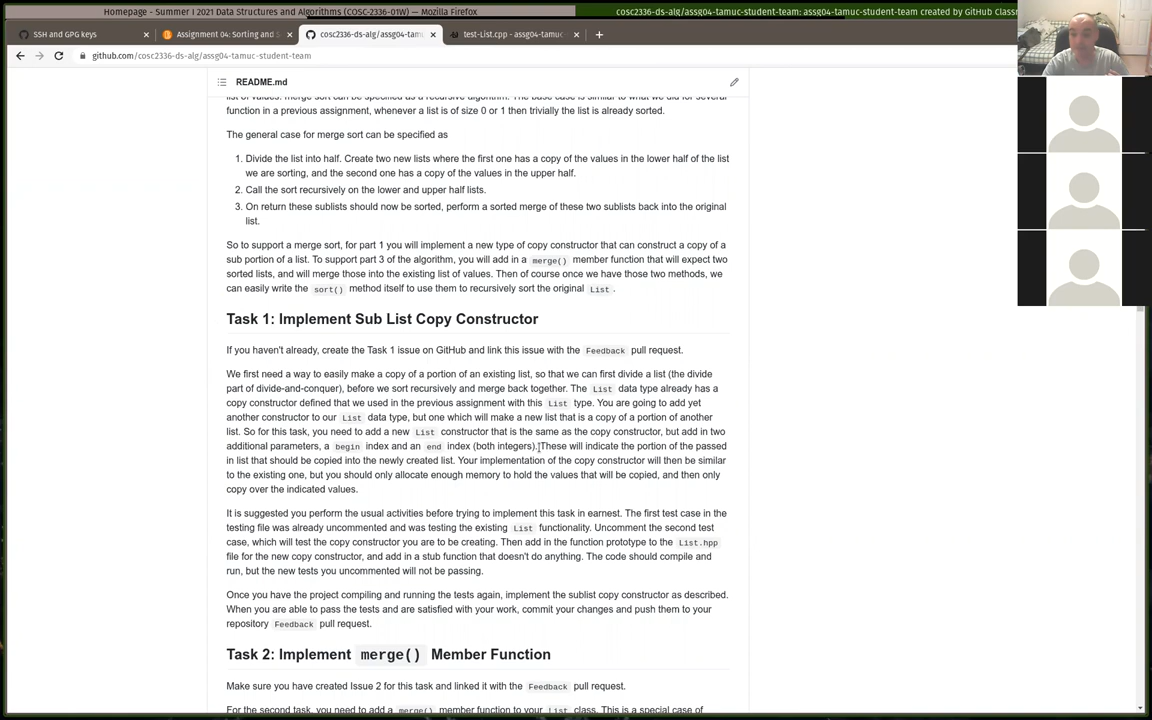 Homepage - Summer I 2021 Data Structures and Algorithms (COSC-2336-01W) — Mozilla Firefox
cosc2336-ds-alg/assg04-tamuc-student-team: assg04-tamuc-student-team created by GitHub Classr
SSH and GPG keys
Assignment 04: Sorting and S
cosc2336-ds-alg/assg04-tam
test-List.cpp - assg04-tamuc
github.com/cosc2336-ds-alg/assg04-tamuc-student-team
README.md
list of values. merge sort can be specified as a recursive algorithm. The base case is similar to what we did for several
function in a previous assignment, whenever a list is of size 0 or 1 then trivially the list is already sorted.
The general case for merge sort can be specified as
1. Divide the list into half. Create two new lists where the first one has a copy of the values in the lower half of the list
we are sorting, and the second one has a copy of the values in the upper half.
2. Call the sort recursively on the lower and upper half lists.
3. On return these sublists should now be sorted, perform a sorted merge of these two sublists back into the original
list.
So to support a merge sort, for part 1 you will implement a new type of copy constructor that can construct a copy of a
sub portion of a list. To support part 3 of the algorithm, you will add in a merge() member function that will expect two
sorted lists, and will merge those into the existing list of values. Then of course once we have those two methods, we
can easily write the sort() method itself to use them to recursively sort the original List .
Task 1: Implement Sub List Copy Constructor
If you haven't already, create the Task 1 issue on GitHub and link this issue with the Feedback pull request.
We first need a way to easily make a copy of a portion of an existing list, so that we can first divide a list (the divide
part of divide-and-conquer), before we sort recursively and merge back together. The List data type already has a
copy constructor defined that we used in the previous assignment with this List type. You are going to add yet
another constructor to our List data type, but one which will make a new list that is a copy of a portion of another
list. So for this task, you need to add a new List constructor that is the same as the copy constructor, but add in two
additional parameters, a begin index and an end index (both integers). These will indicate the portion of the passed
in list that should be copied into the newly created list. Your implementation of the copy constructor will then be similar
to the existing one, but you should only allocate enough memory to hold the values that will be copied, and then only
copy over the indicated values.
It is suggested you perform the usual activities before trying to implement this task in earnest. The first test case in the
testing file was already uncommented and was testing the existing List functionality. Uncomment the second test
case, which will test the copy constructor you are to be creating. Then add in the function prototype to the List.hpp
file for the new copy constructor, and add in a stub function that doesn't do anything. The code should compile and
run, but the new tests you uncommented will not be passing.
Once you have the project compiling and running the tests again, implement the sublist copy constructor as described.
When you are able to pass the tests and are satisfied with your work, commit your changes and push them to your
repository Feedback pull request.
Task 2: Implement merge() Member Function
Make sure you have created Issue 2 for this task and linked it with the Feedback pull request.
For the second task, you need to add a merge() member function to your List class. This is a special case of